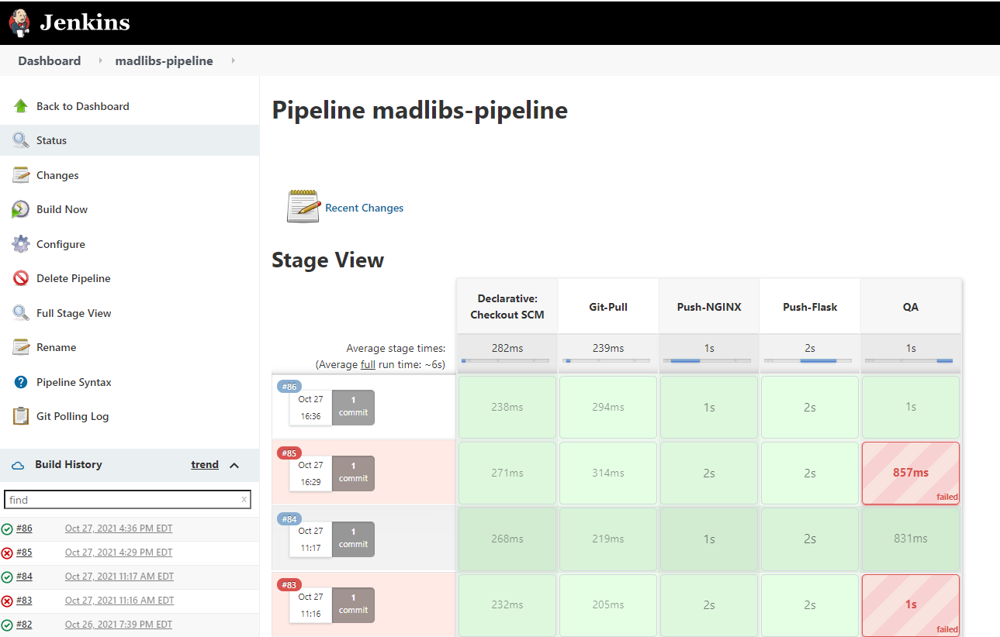 Jenkins
Dashboard
madlibs-pipeline
Back to Dashboard
Status
Changes
Build Now
Configure
Delete Pipeline
Full Stage View
Rename
Pipeline Syntax
Git Polling Log
Build History
trend
find
x
#86 Oct 27, 2021 4:36 PM EDT
#85 Oct 27, 2021 4:29 PM EDT
#84 Oct 27, 2021 11:17 AM EDT
#83 Oct 27, 2021 11:16 AM EDT
#82 Oct 26, 2021 7:39 PM EDT
Pipeline madlibs-pipeline
Recent Changes
Stage View
Declarative:
Checkout SCM
Git-Pull
Push-NGINX
Push-Flask
QA
Average stage times:
(Average full run time: ~6s)
282ms
239ms
1s
2s
1s
#86
Oct 27
16:36
1
commit
238ms
294ms
1s
2s
1s
#85
Oct 27
16:29
1
commit
271ms
314ms
2s
2s
857ms
failed
#84
Oct 27
11:17
1
commit
268ms
219ms
1s
2s
831ms
#83
Oct 27
11:16
1
commit
232ms
205ms
2s
2s
1s
failed